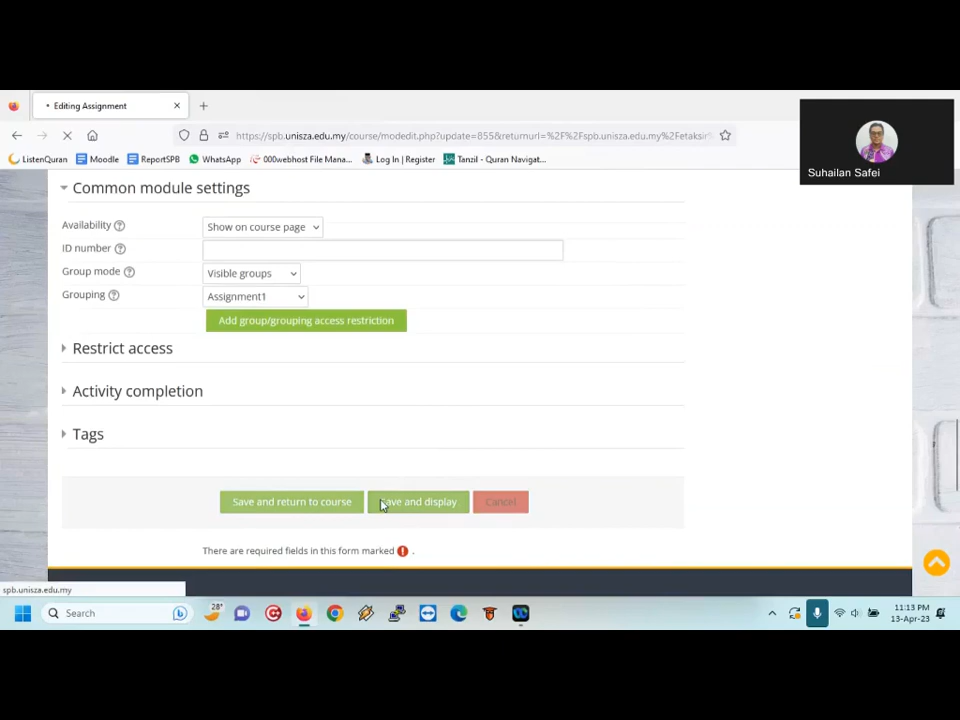 Editing Assignment
https://spb.unisza.edu.my/course/modedit.php?update=855&returnurl=%2F%2Fspb.unisza.edu.my%2Fetaksir%
ListenQuran Moodle ReportSPB WhatsApp 000webhost File Mana... Log In | Register Tanzil - Quran Navigat...
Suhailan Safei
Common module settings
Availability Show on course page
ID number
Group mode Visible groups
Grouping Assignment1
Add group/grouping access restriction
Restrict access
Activity completion
Tags
Save and return to course Save and display Cancel
There are required fields in this form marked .
spb.unisza.edu.my
Search 28° 11:13 PM
13-Apr-23